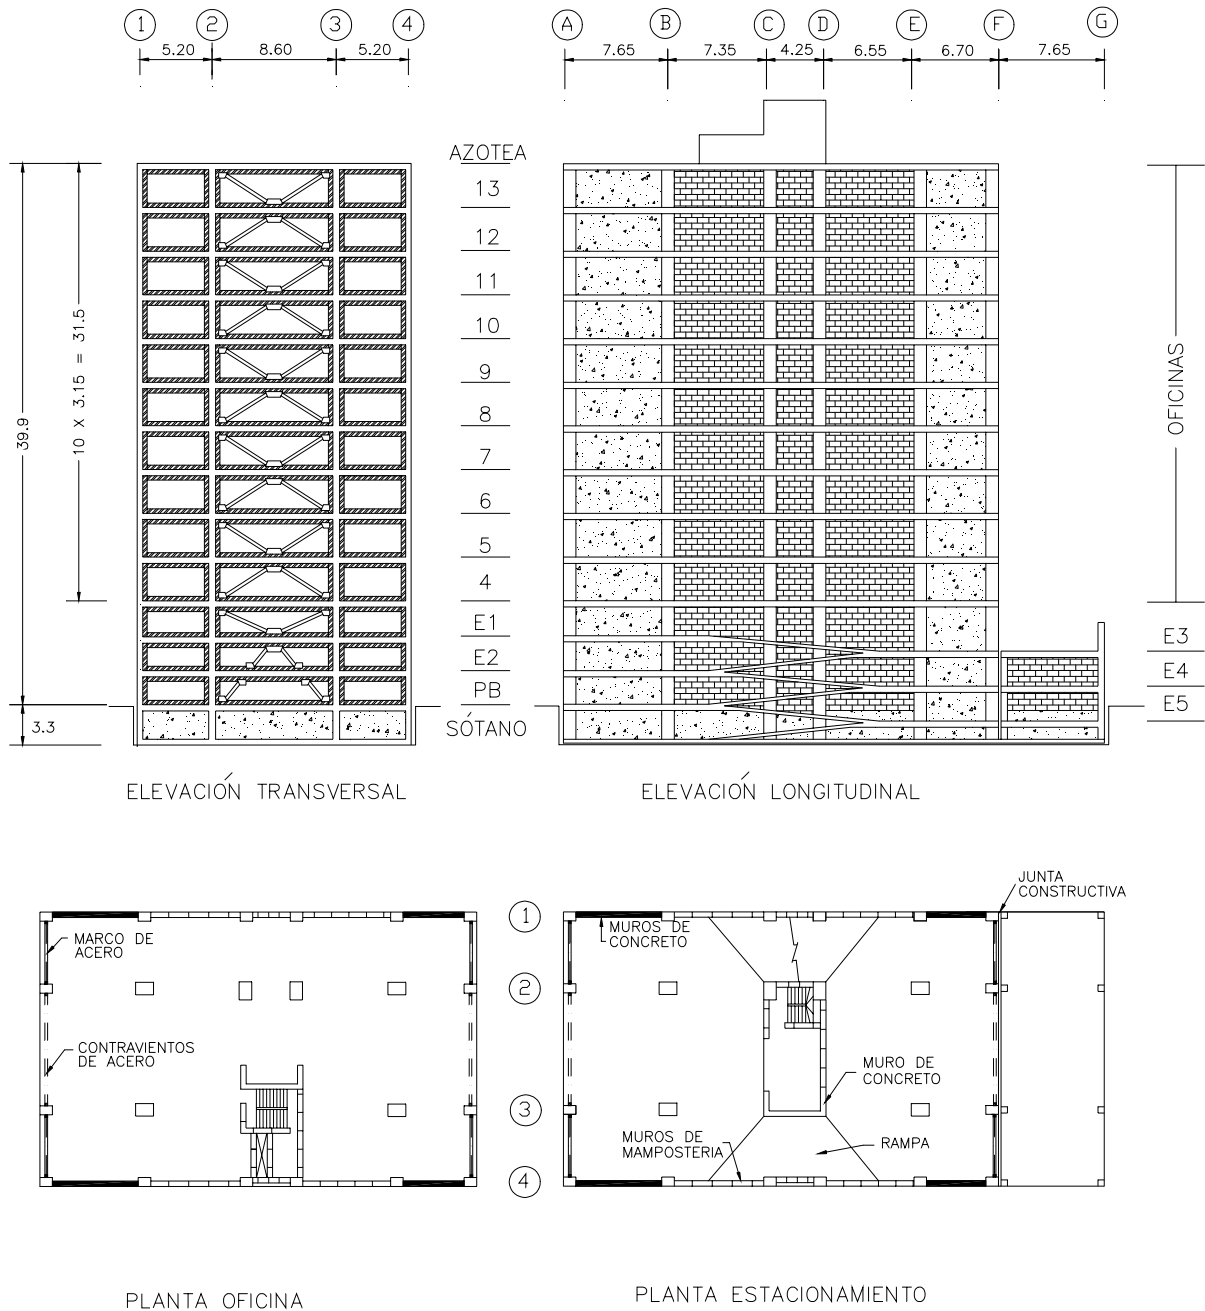 1 2 3 4
5.20 8.60 5.20
A B C D E F G
7.65 7.35 4.25 6.55 6.70 7.65
AZOTEA
13
12
11
10
9
8
7
6
5
4
E1
E2
PB
SÓTANO
39.9
10 X 3.15 = 31.5
3.3
OFICINAS
E3
E4
E5
ELEVACIÓN TRANSVERSAL
ELEVACIÓN LONGITUDINAL
MARCO DE
ACERO
CONTRAVIENTOS
DE ACERO
1
2
3
4
MUROS DE
CONCRETO
JUNTA
CONSTRUCTIVA
MURO DE
CONCRETO
MUROS DE
MAMPOSTERIA
RAMPA
PLANTA OFICINA
PLANTA ESTACIONAMIENTO